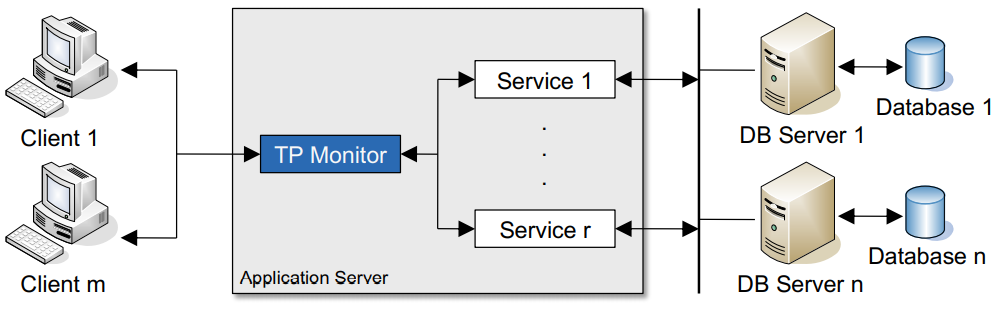 Client 1
Client m
TP Monitor
Service 1
.
.
.
Service r
Application Server
DB Server 1
Database 1
DB Server n
Database n